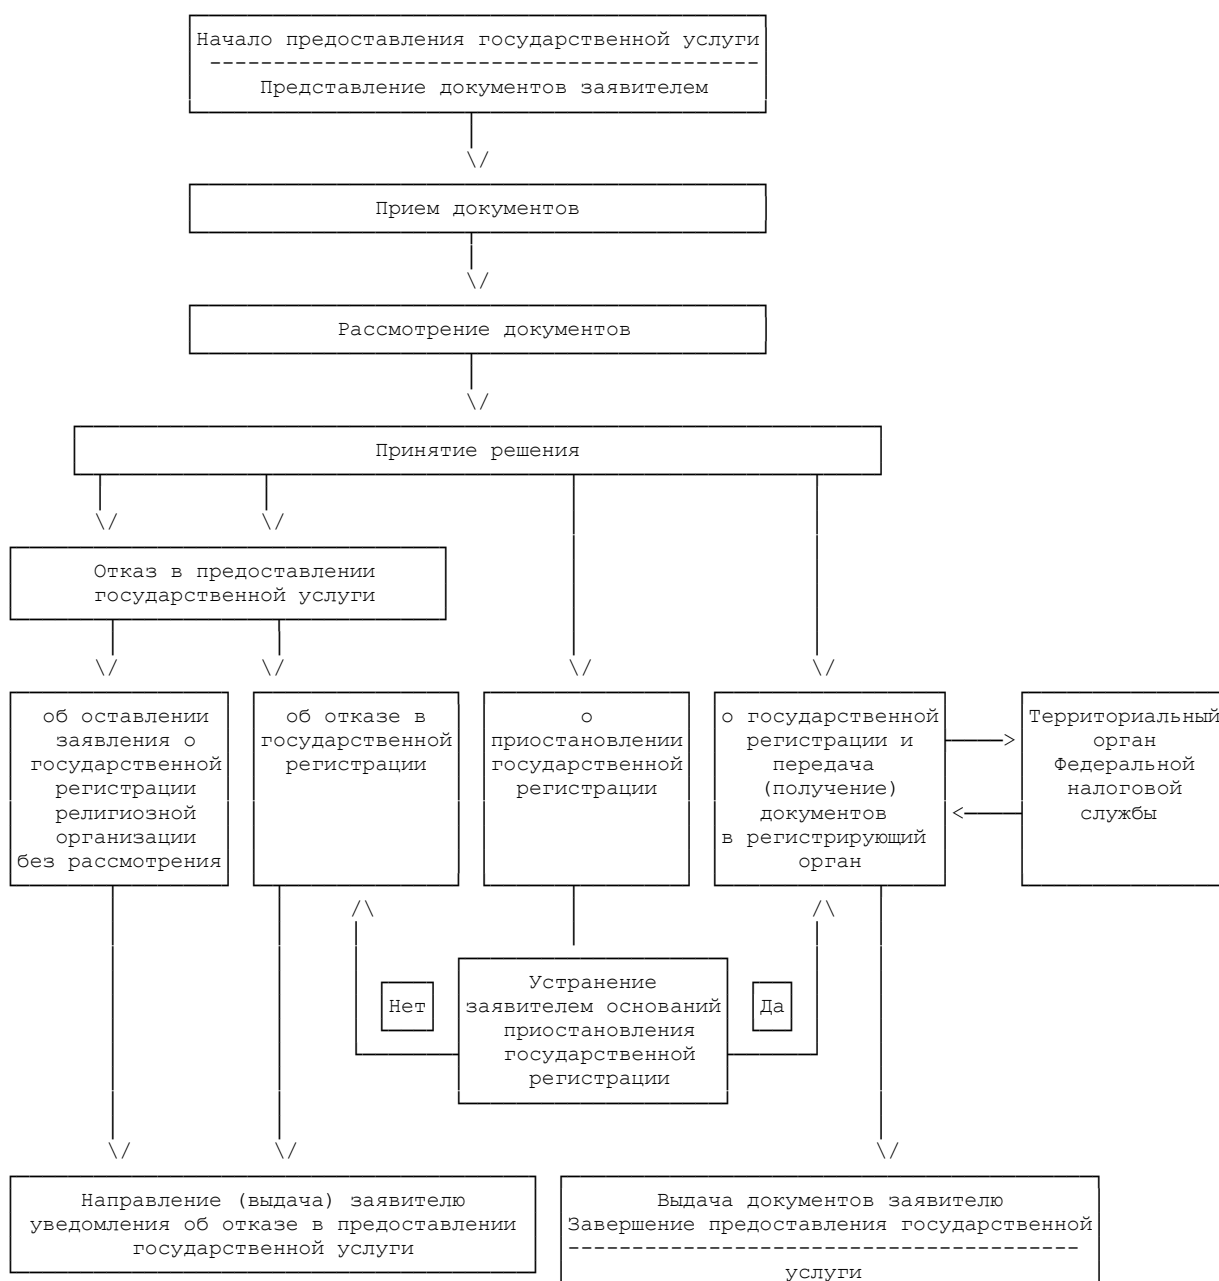 Начало предоставления государственной услуги
Представление документов заявителем
Прием документов
Рассмотрение документов
Принятие решения
Отказ в предоставлении
государственной услуги
об оставлении
заявления о
государственной
регистрации
религиозной
организации
без рассмотрения
об отказе в
государственной
регистрации
о
приостановлении
государственной
регистрации
о государственной
регистрации и
передача
(получение)
документов
в регистрирующий
орган
Территориальный
орган
Федеральной
налоговой
службы
Нет
Устранение
заявителем оснований
приостановления
государственной
регистрации
Да
Направление (выдача) заявителю
уведомления об отказе в предоставлении
государственной услуги
Выдача документов заявителю
Завершение предоставления государственной
услуги